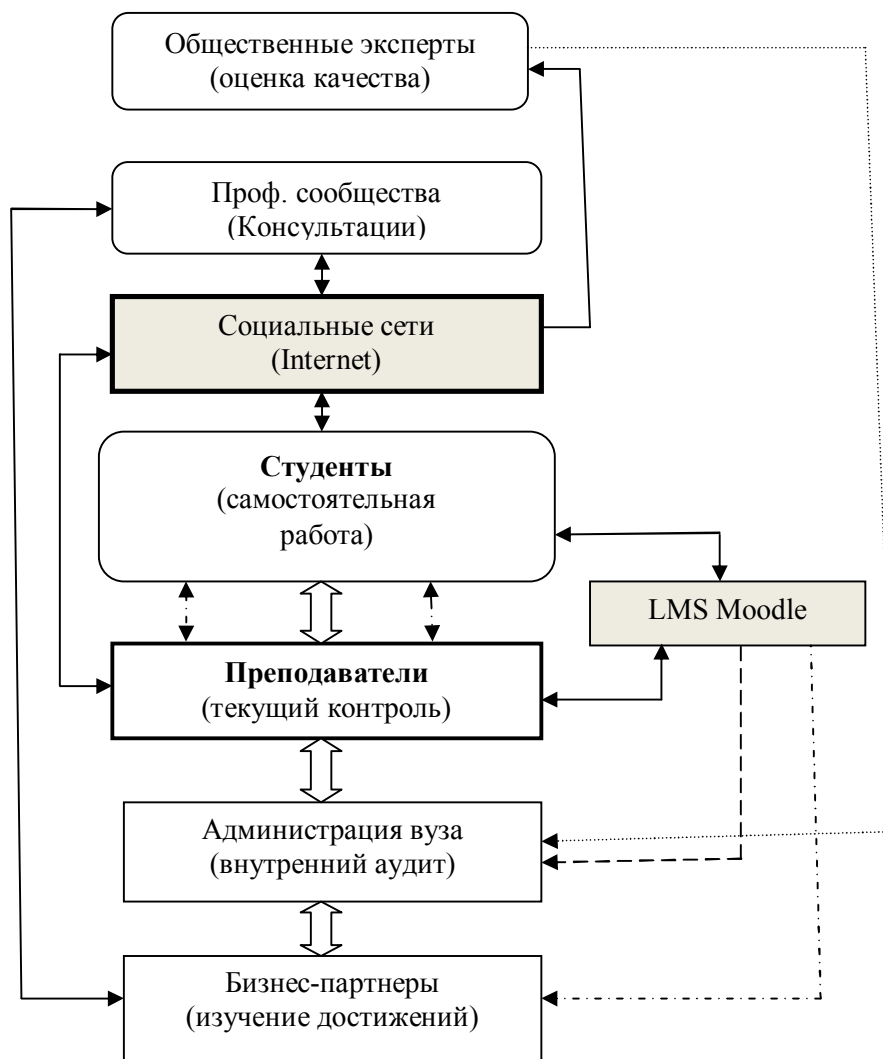 Общественные эксперты
(оценка качества)
Проф. сообщества
(Консультации)
Социальные сети
(Internet)
Студенты
(самостоятельная
работа)
LMS Moodle
Преподаватели
(текущий контроль)
Администрация вуза
(внутренний аудит)
Бизнес-партнеры
(изучение достижений)